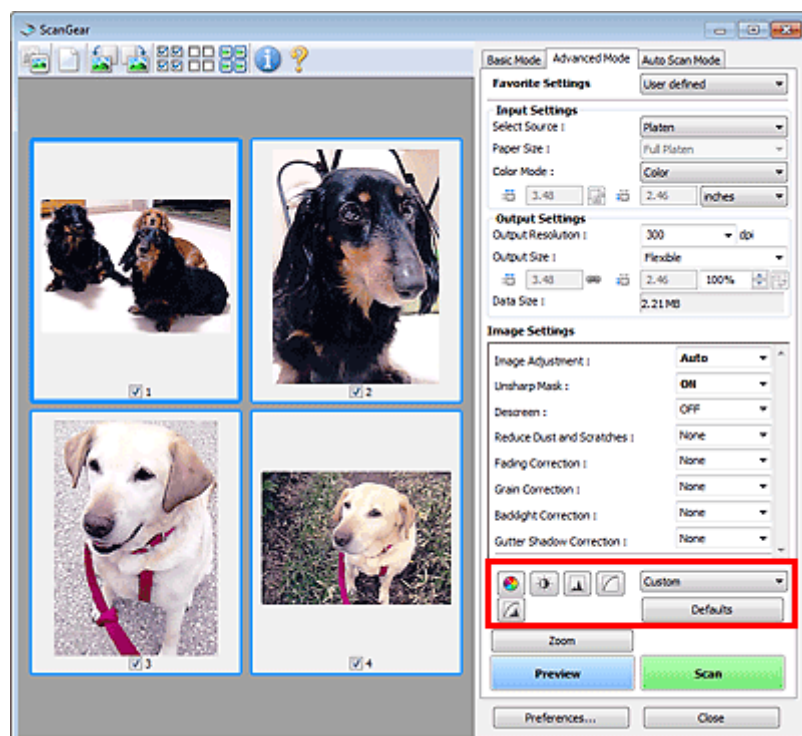 ScanGear
Basic Mode Advanced Mode Auto Scan Mode
Favorite Settings User defined
Input Settings
Select Source : Platen
Paper Size : Full Platen
Color Mode : Color
3.48 2.46 inches
Output Settings
Output Resolution : 300 dpi
Output Size : Flexible
3.48 2.46 100%
Data Size : 2.21MB
Image Settings
Image Adjustment : Auto
Unsharp Mask : ON
Descreen : OFF
Reduce Dust and Scratches : None
Fading Correction : None
Grain Correction : None
Backlight Correction : None
Gutter Shadow Correction : None
Custom
Defaults
Zoom
Preview Scan
Preferences... Close
1 2
3 4